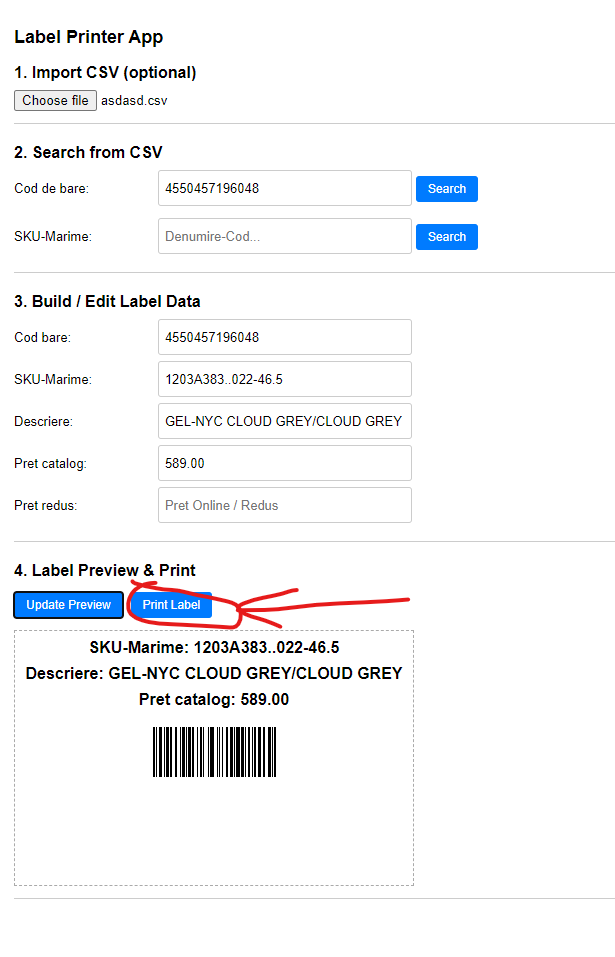 Label Printer App
1. Import CSV (optional)
Choose file asdasd.csv
2. Search from CSV
Cod de bare: 4550457196048 Search
SKU-Marime: Denumire-Cod... Search
3. Build / Edit Label Data
Cod bare: 4550457196048
SKU-Marime: 1203A383..022-46.5
Descriere: GEL-NYC CLOUD GREY/CLOUD GREY
Pret catalog: 589.00
Pret redus: Pret Online / Redus
4. Label Preview & Print
Update Preview Print Label
SKU-Marime: 1203A383..022-46.5
Descriere: GEL-NYC CLOUD GREY/CLOUD GREY
Pret catalog: 589.00